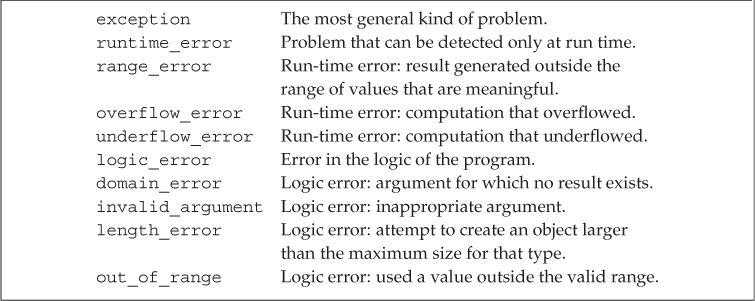 exception The most general kind of problem.
runtime_error Problem that can be detected only at run time.
range_error Run-time error: result generated outside the
range of values that are meaningful.
overflow_error Run-time error: computation that overflowed.
underflow_error Run-time error: computation that underflowed.
logic_error Error in the logic of the program.
domain_error Logic error: argument for which no result exists.
invalid_argument Logic error: inappropriate argument.
length_error Logic error: attempt to create an object larger
than the maximum size for that type.
out_of_range Logic error: used a value outside the valid range.